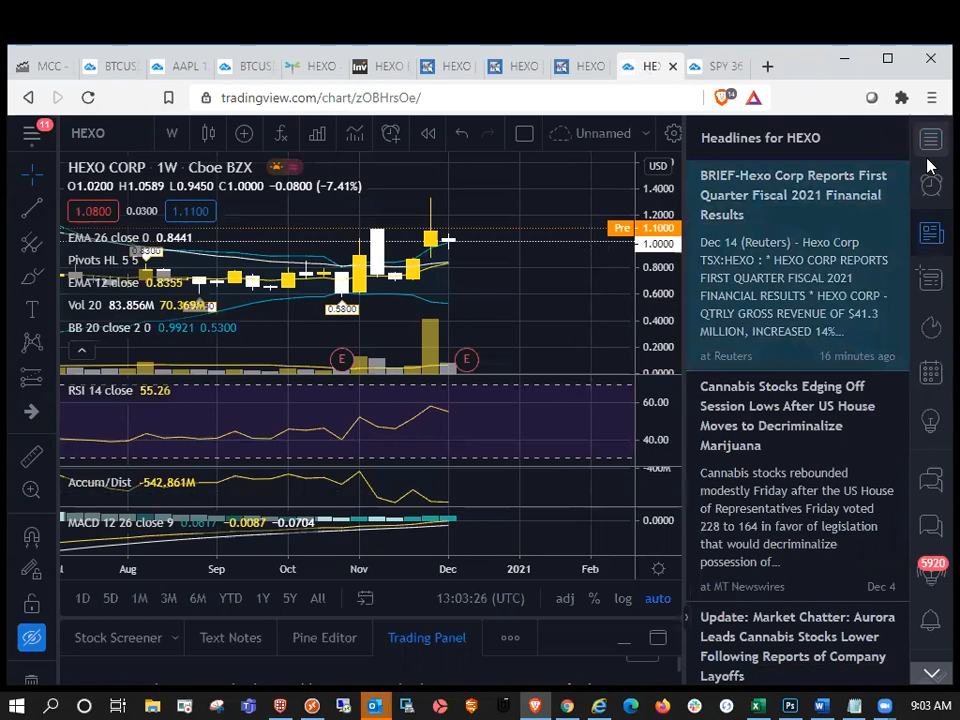 MCC -
BTCUS
AAPL 1
BTCUS
HEXO
HEXO
HEXO
HEXO
HEXO
HE
SPY 36
tradingview.com/chart/zOBHrsOe/
14
11
HEXO
W
Unnamed
HEXO CORP · 1W · Cboe BZX
O1.0200 H1.0589 L0.9450 C1.0000 -0.0800 (-7.41%)
1.0800
0.0300
1.1100
EMA 26 close 0 0.8441
Pivots HL 5 5
EMA 12 close 0.8355
Vol 20 83.856M 70.369M
BB 20 close 2 0 0.9921 0.5300
0.5800
E
E
USD
1.4000
1.2000
Pre 1.1000
1.0000
0.8000
0.6000
0.4000
0.2000
0.0000
RSI 14 close 55.26
60.00
40.00
Accum/Dist -542,861M
-400M
MACD 12 26 close 9 0.0617 -0.0087 -0.0704
0.0000
Aug
Sep
Oct
Nov
Dec
2021
Feb
1D 5D 1M 3M 6M YTD 1Y 5Y All
13:03:26 (UTC)
adj % log auto
Stock Screener
Text Notes
Pine Editor
Trading Panel
Headlines for HEXO
BRIEF-Hexo Corp Reports First
Quarter Fiscal 2021 Financial
Results
Dec 14 (Reuters) - Hexo Corp
TSX:HEXO : * HEXO CORP REPORTS
FIRST QUARTER FISCAL 2021
FINANCIAL RESULTS * HEXO CORP -
QTRLY GROSS REVENUE OF $41.3
MILLION, INCREASED 14%...
at Reuters
16 minutes ago
Cannabis Stocks Edging Off
Session Lows After US House
Moves to Decriminalize
Marijuana
Cannabis stocks rebounded
modestly Friday after the US House
of Representatives Friday voted
228 to 164 in favor of legislation
that would decriminalize
possession of...
at MT Newswires
Dec 4
Update: Market Chatter: Aurora
Leads Cannabis Stocks Lower
Following Reports of Company
Layoffs
5920
9:03 AM